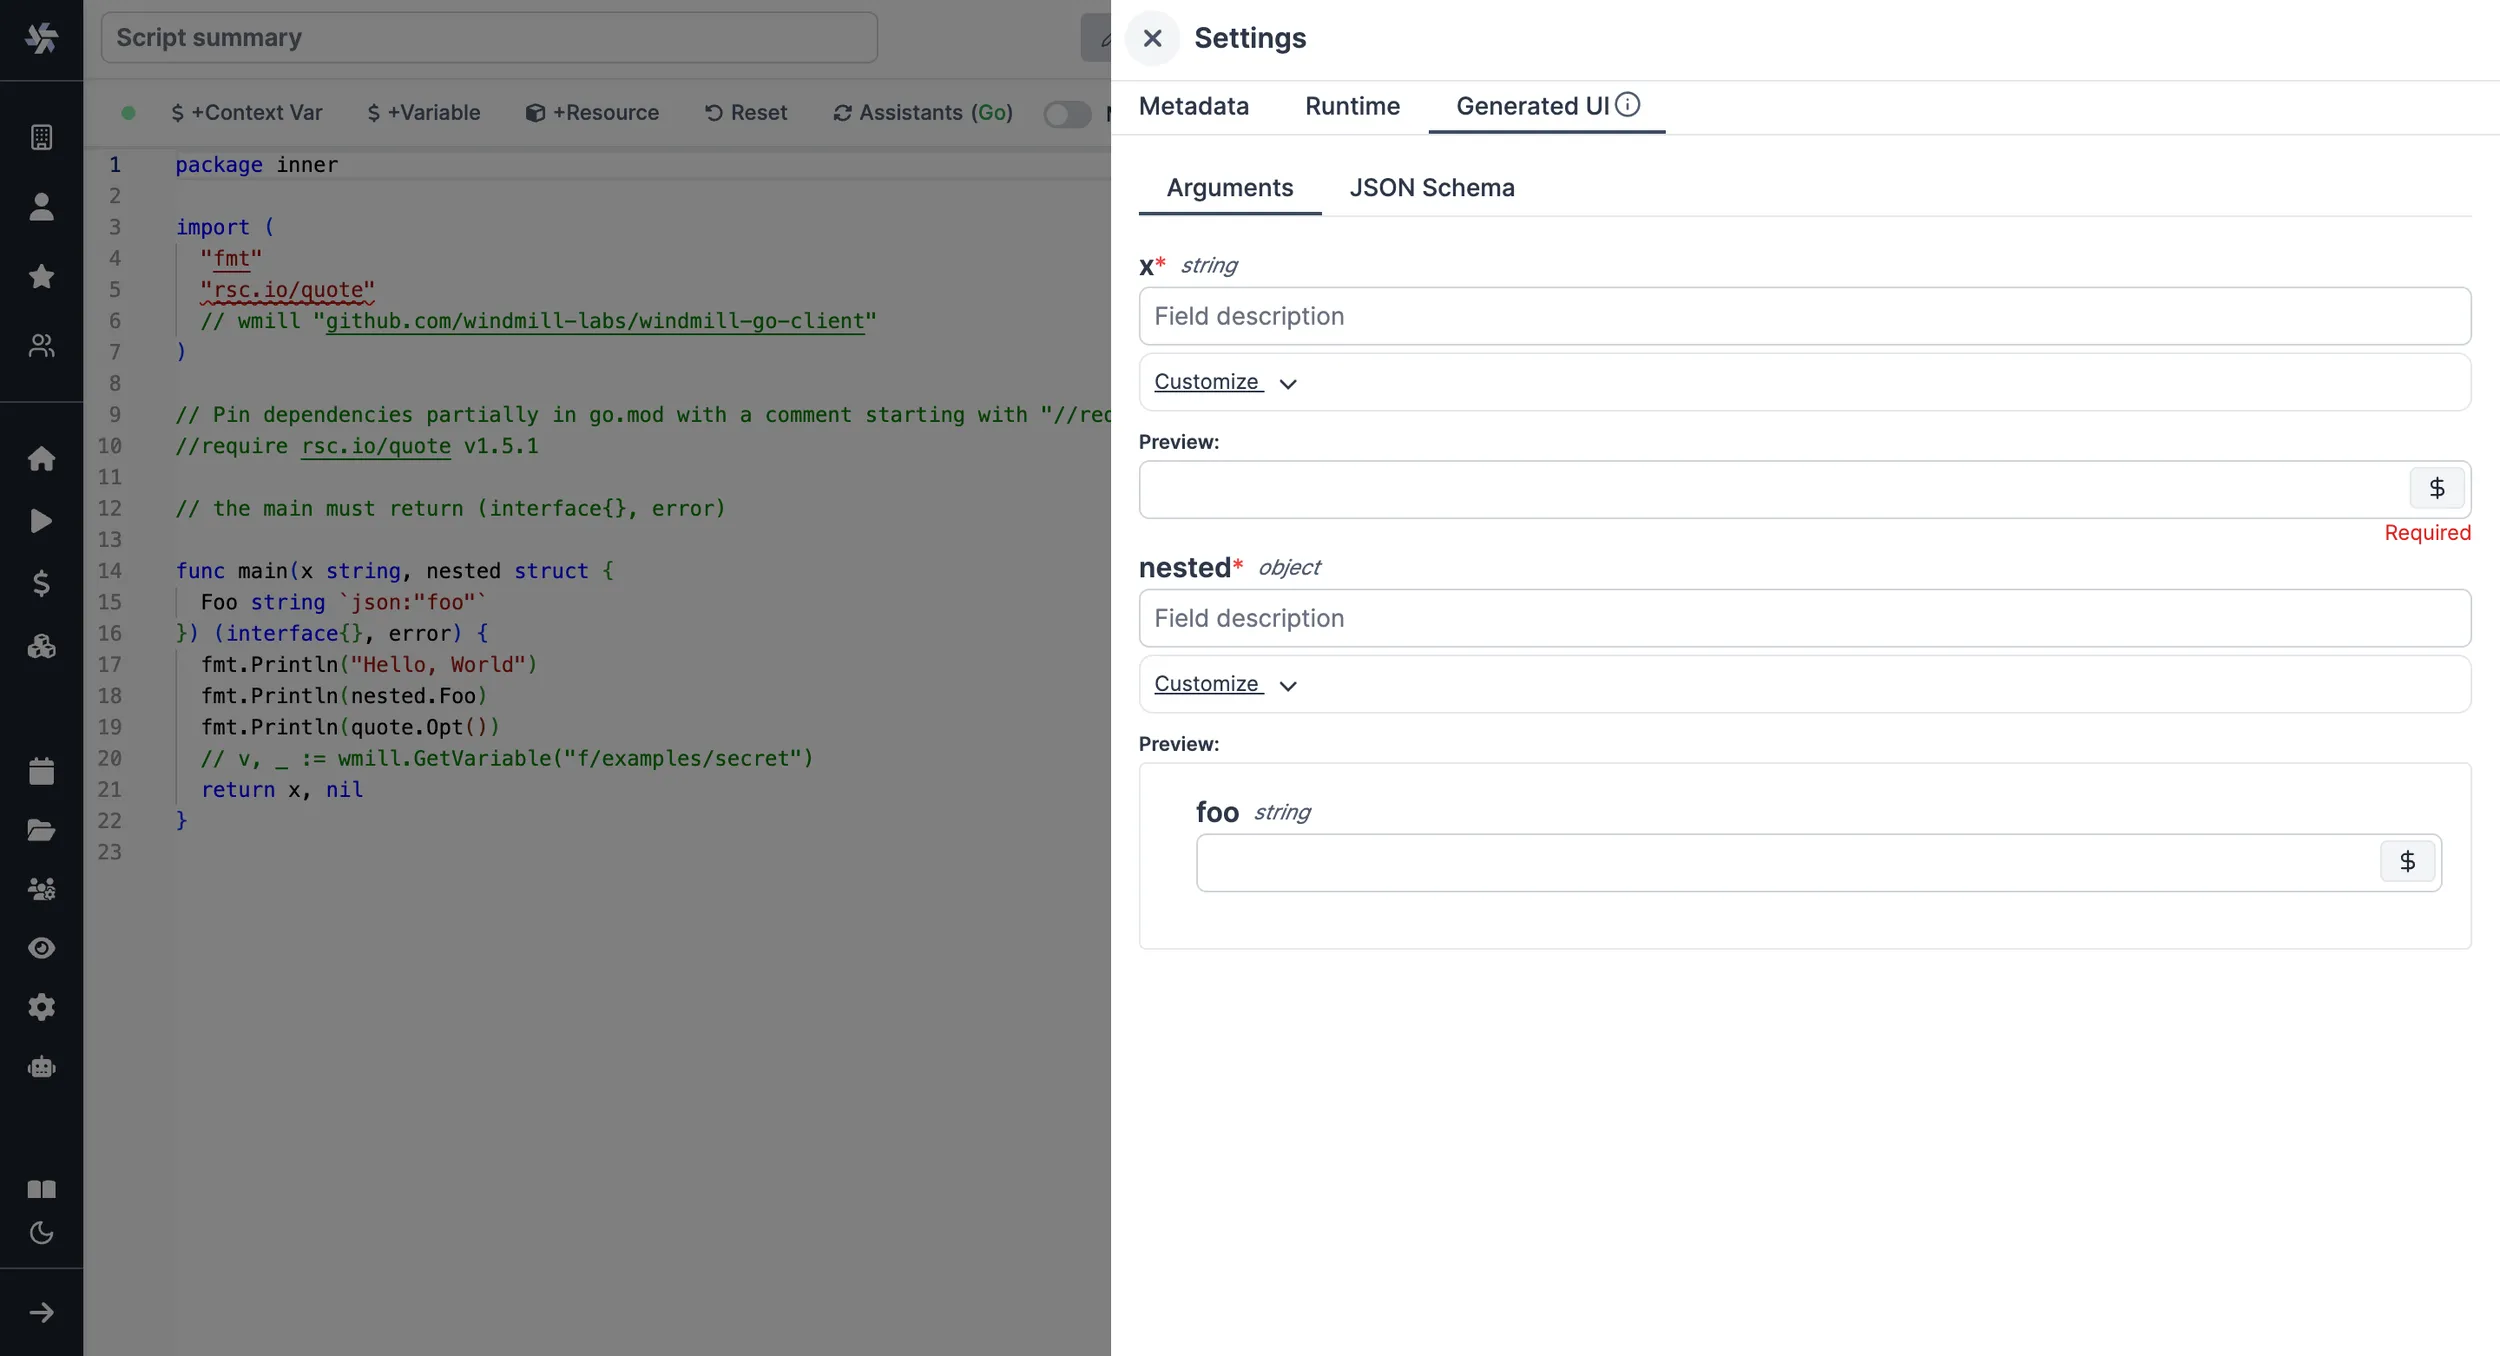 Script summary
$ +Context Var $ +Variable +Resource Reset Assistants (Go)
1 package inner
2
3 import (
4 "fmt"
5 "rsc.io/quote"
6 // wmill "github.com/windmill-labs/windmill-go-client"
7 )
8
9 // Pin dependencies partially in go.mod with a comment starting with "//req
10 //require rsc.io/quote v1.5.1
11
12 // the main must return (interface{}, error)
13
14 func main(x string, nested struct {
15 Foo string `json:"foo"`
16 }) (interface{}, error) {
17 fmt.Println("Hello, World")
18 fmt.Println(nested.Foo)
19 fmt.Println(quote.Opt())
20 // v, _ := wmill.GetVariable("f/examples/secret")
21 return x, nil
22 }
23
Settings
Metadata Runtime Generated UI
Arguments JSON Schema
x* string
Field description
Customize
Preview:
$
Required
nested* object
Field description
Customize
Preview:
foo string
$